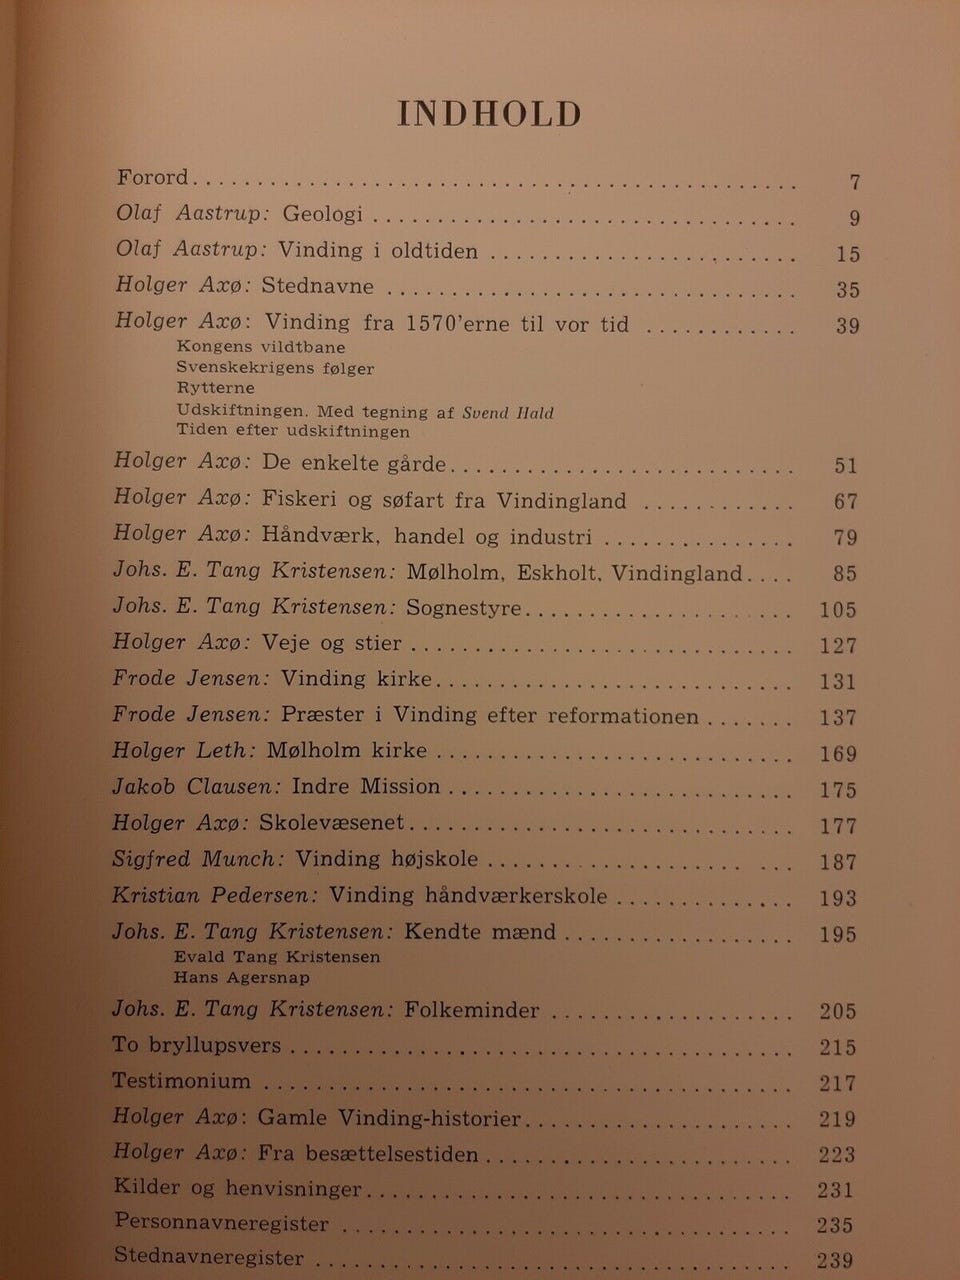 INDHOLD
Forord. . . . . . . . . . . . . . . . . . . . . . . . . . . . . . . . . . . . . . . . . . . . . . . 7
Olaf Aastrup: Geologi . . . . . . . . . . . . . . . . . . . . . . . . . . . . . . . . . 9
Olaf Aastrup: Vinding i oldtiden . . . . . . . . . . . . . . . . . . . . . . . . 15
Holger Axø: Stednavne . . . . . . . . . . . . . . . . . . . . . . . . . . . . . . . . 35
Holger Axø: Vinding fra 1570'erne til vor tid . . . . . . . . . . . . 39
Kongens vildtbane
Svenskekrigens følger
Rytterne
Udskiftningen. Med tegning af Svend Hald
Tiden efter udskiftningen
Holger Axø: De enkelte gårde. . . . . . . . . . . . . . . . . . . . . . . . . . . 51
Holger Axø: Fiskeri og søfart fra Vindingland . . . . . . . . . . . . 67
Holger Axø: Håndværk, handel og industri . . . . . . . . . . . . . . . 79
Johs. E. Tang Kristensen: Mølholm, Eskholt, Vindingland. . . . 85
Johs. E. Tang Kristensen: Sognestyre. . . . . . . . . . . . . . . . . . . . . 105
Holger Axø: Veje og stier . . . . . . . . . . . . . . . . . . . . . . . . . . . . . . 127
Frode Jensen: Vinding kirke. . . . . . . . . . . . . . . . . . . . . . . . . . . . 131
Frode Jensen: Præster i Vinding efter reformationen . . . . . . . 137
Holger Leth: Mølholm kirke . . . . . . . . . . . . . . . . . . . . . . . . . . . . 169
Jakob Clausen: Indre Mission . . . . . . . . . . . . . . . . . . . . . . . . . . . 175
Holger Axø: Skolevæsenet. . . . . . . . . . . . . . . . . . . . . . . . . . . . . . 177
Sigfred Munch: Vinding højskole . . . . . . . . . . . . . . . . . . . . . . . . 187
Kristian Pedersen: Vinding håndværkerskole . . . . . . . . . . . . . . 193
Johs. E. Tang Kristensen: Kendte mænd . . . . . . . . . . . . . . . . . . 195
Evald Tang Kristensen
Hans Agersnap
Johs. E. Tang Kristensen: Folkeminder . . . . . . . . . . . . . . . . . . . 205
To bryllupsvers . . . . . . . . . . . . . . . . . . . . . . . . . . . . . . . . . . . . . . . 215
Testimonium . . . . . . . . . . . . . . . . . . . . . . . . . . . . . . . . . . . . . . . . . 217
Holger Axø: Gamle Vinding-historier. . . . . . . . . . . . . . . . . . . . . 219
Holger Axø: Fra besættelsestiden . . . . . . . . . . . . . . . . . . . . . . . . 223
Kilder og henvisninger. . . . . . . . . . . . . . . . . . . . . . . . . . . . . . . . . 231
Personnavneregister . . . . . . . . . . . . . . . . . . . . . . . . . . . . . . . . . . . 235
Stednavneregister . . . . . . . . . . . . . . . . . . . . . . . . . . . . . . . . . . . . . 239